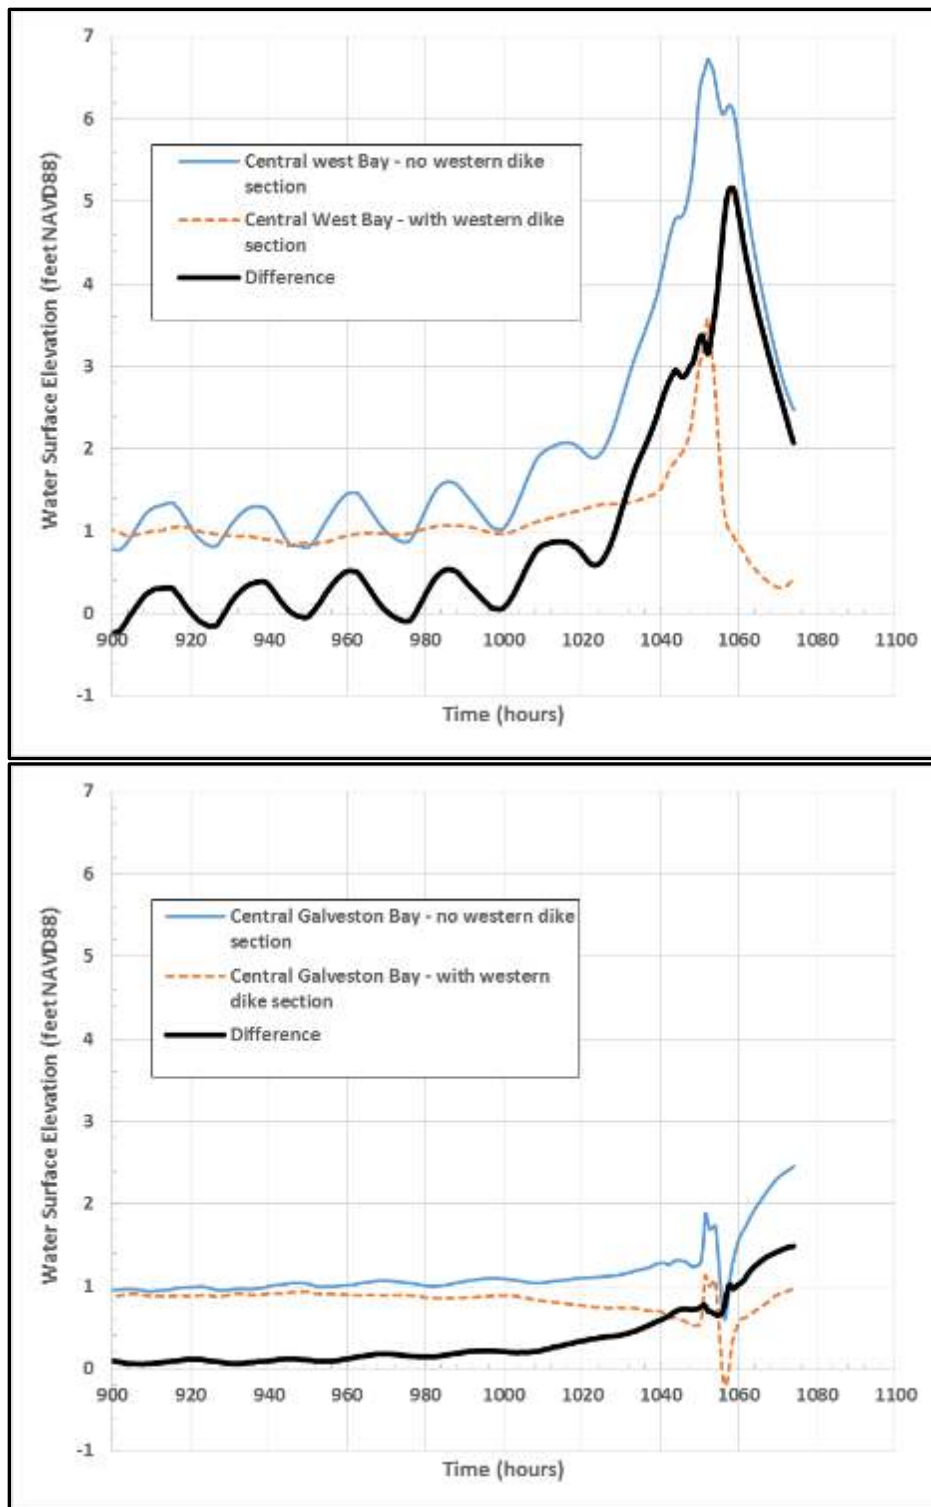 7
6
5
4
3
2
1
0
-1
Water Surface Elevation (feet NAVD88)
Central west Bay - no western dike
section
Central West Bay - with western dike
section
Difference
900 920 940 960 980 1000 1020 1040 1060 1080 1100
Time (hours)
7
6
5
4
3
2
1
0
-1
Water Surface Elevation (feet NAVD88)
Central Galveston Bay - no western dike
section
Central Galveston Bay - with western
dike section
Difference
900 920 940 960 980 1000 1020 1040 1060 1080 1100
Time (hours)